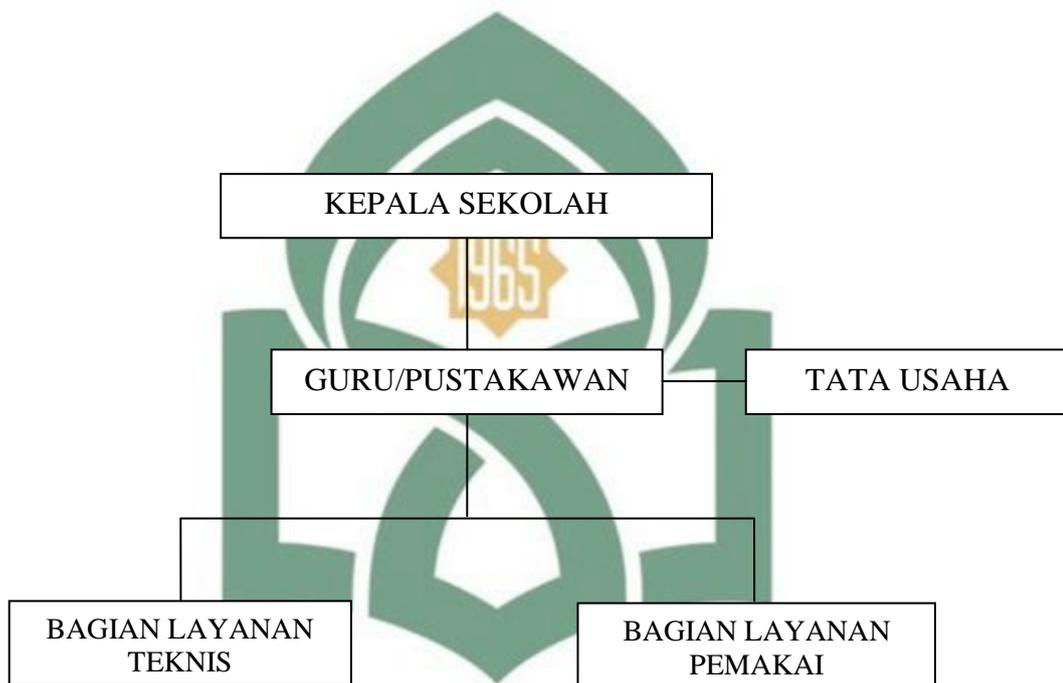 KEPALA SEKOLAH
1965
GURU/PUSTAKAWAN
TATA USAHA
BAGIAN LAYANAN
TEKNIS
BAGIAN LAYANAN
PEMAKAI